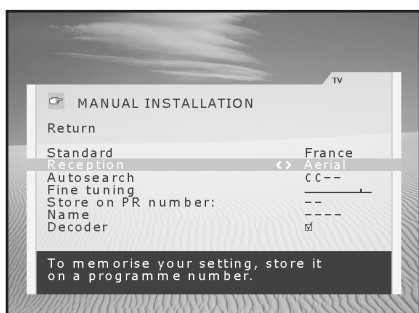 TV
MANUAL INSTALLATION
Return
Standard France
Reception <> Aerial
Autosearch CC--
Fine tuning
Store on PR number: --
Name ----
Decoder ☑
To memorise your setting, store it
on a programme number.